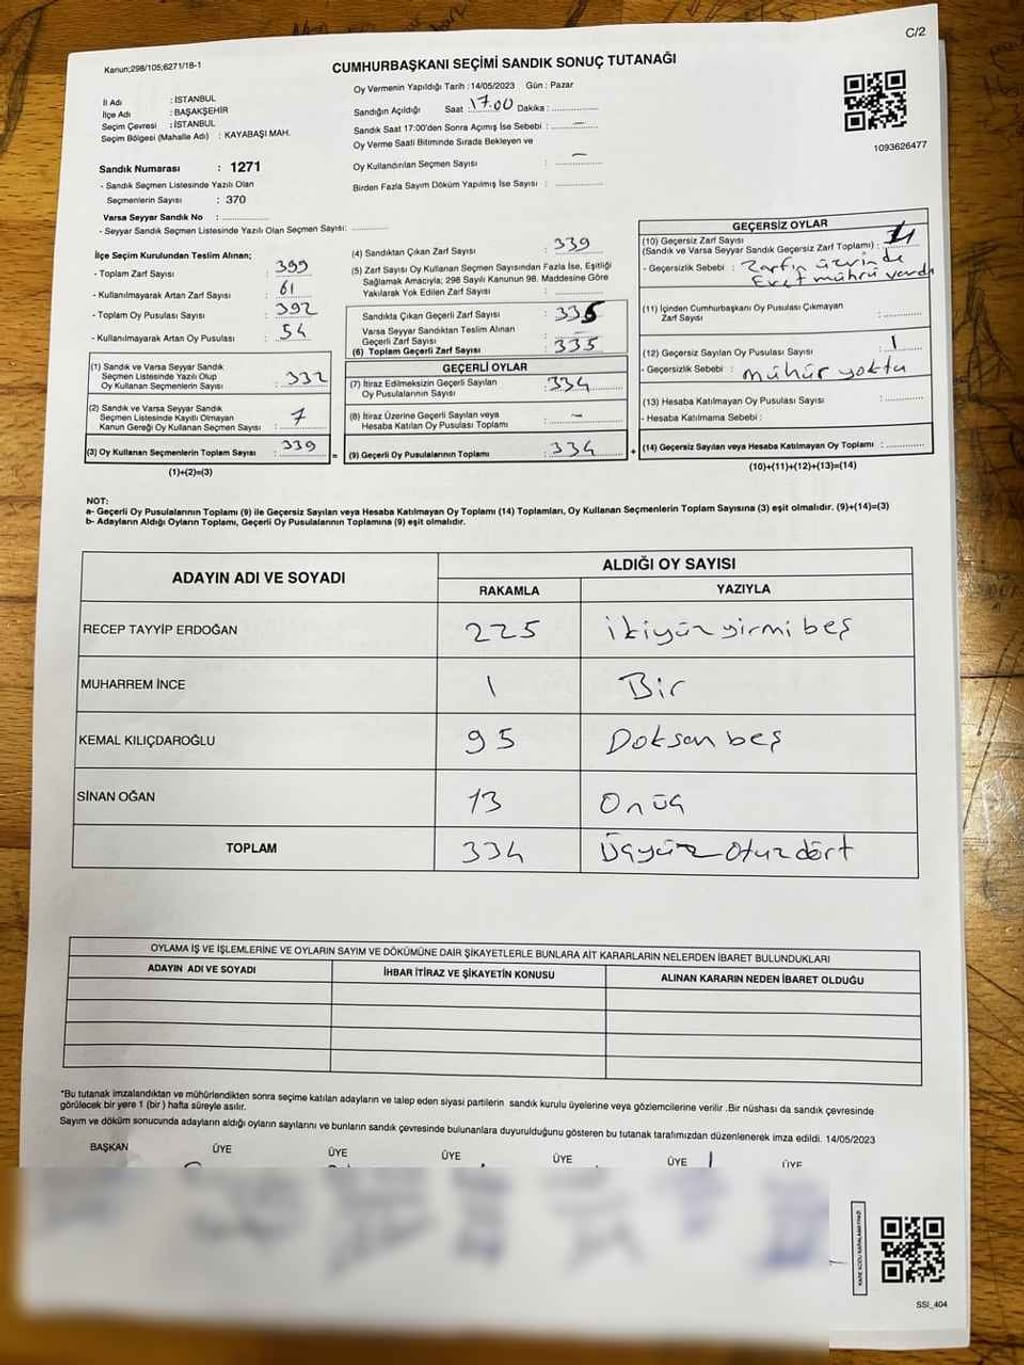 C/2
Kanun:298/105;6271/18-1
CUMHURBAŞKANI SEÇİMİ SANDIK SONUÇ TUTANAĞI
İl Adı : İSTANBUL
İlçe Adı : BAŞAKŞEHİR
Seçim Çevresi : İSTANBUL
Seçim Bölgesi (Mahalle Adı) : KAYABAŞI MAH.
Sandık Numarası : 1271
- Sandık Seçmen Listesinde Yazılı Olan
Seçmenlerin Sayısı : 370
Varsa Seyyar Sandık No : ..............
- Seyyar Sandık Seçmen Listesinde Yazılı Olan Seçmen Sayısı: ............
Oy Vermenin Yapıldığı Tarih : 14/05/2023 Gün : Pazar
Sandığın Açıldığı Saat : 17.00 Dakika : ..............
Sandık Saat 17:00'den Sonra Açımış İse Sebebi : –
Oy Verme Saati Bitiminde Sırada Bekleyen ve
Oy Kullandırılan Seçmen Sayısı : –
Birden Fazla Sayım Döküm Yapılmış İse Sayısı : ..............
1093626477
İlçe Seçim Kurulundan Teslim Alınan;
- Toplam Zarf Sayısı : 399
- Kullanılmayarak Artan Zarf Sayısı : 61
- Toplam Oy Pusulası Sayısı : 392
- Kullanılmayarak Artan Oy Pusulası : 54
(1) Sandık ve Varsa Seyyar Sandık
Seçmen Listesinde Yazılı Olup
Oy Kullanan Seçmenlerin Sayısı : 332
(2) Sandık ve Varsa Seyyar Sandık
Seçmen Listesinde Kayıtlı Olmayan
Kanun Gereği Oy Kullanan Seçmen Sayısı : 7
(3) Oy Kullanan Seçmenlerin Toplam Sayısı : 339
(1)+(2)=(3)
(4) Sandıktan Çıkan Zarf Sayısı : 339
(5) Zarf Sayısı Oy Kullanan Seçmen Sayısından Fazla İse, Eşitliği
Sağlamak Amacıyla; 298 Sayılı Kanunun 98. Maddesine Göre
Yakılarak Yok Edilen Zarf Sayısı : ..............
Sandıkta Çıkan Geçerli Zarf Sayısı : 335
Varsa Seyyar Sandıktan Teslim Alınan
Geçerli Zarf Sayısı : ..............
(6) Toplam Geçerli Zarf Sayısı : 335
GEÇERLİ OYLAR
(7) İtiraz Edilmeksizin Geçerli Sayılan
Oy Pusulalarının Sayısı : 334
(8) İtiraz Üzerine Geçerli Sayılan veya
Hesaba Katılan Oy Pusulası Toplamı : –
= (9) Geçerli Oy Pusulalarının Toplamı : 334
GEÇERSİZ OYLAR
(10) Geçersiz Zarf Sayısı
(Sandık ve Varsa Seyyar Sandık Geçersiz Zarf Toplamı) : 4
- Geçersizlik Sebebi : Zarfın üzerinde
Evet mührü vardı
(11) İçinden Cumhurbaşkanı Oy Pusulası Çıkmayan
Zarf Sayısı : ..............
(12) Geçersiz Sayılan Oy Pusulası Sayısı : 1
- Geçersizlik Sebebi : mühür yoktu
(13) Hesaba Katılmayan Oy Pusulası Sayısı : ..............
- Hesaba Katılmama Sebebi :
+ (14) Geçersiz Sayılan veya Hesaba Katılmayan Oy Toplamı : ..............
(10)+(11)+(12)+(13)=(14)
NOT:
a- Geçerli Oy Pusulalarının Toplamı (9) ile Geçersiz Sayılan veya Hesaba Katılmayan Oy Toplamı (14) Toplamları, Oy Kullanan Seçmenlerin Toplam Sayısına (3) eşit olmalıdır. (9)+(14)=(3)
b- Adayların Aldığı Oyların Toplamı, Geçerli Oy Pusulalarının Toplamına (9) eşit olmalıdır.
ADAYIN ADI VE SOYADI
ALDIĞI OY SAYISI
RAKAMLA YAZIYLA
RECEP TAYYİP ERDOĞAN 225 ikiyüzyirmi beş
MUHARREM İNCE 1 Bir
KEMAL KILIÇDAROĞLU 95 Doksan beş
SİNAN OĞAN 13 Onüç
TOPLAM 334 Üçyüz Otuzdört
OYLAMA İŞ VE İŞLEMLERİNE VE OYLARIN SAYIM VE DÖKÜMÜNE DAİR ŞİKAYETLERLE BUNLARA AİT KARARLARIN NELERDEN İBARET BULUNDUKLARI
ADAYIN ADI VE SOYADI İHBAR İTİRAZ VE ŞİKAYETİN KONUSU ALINAN KARARIN NEDEN İBARET OLDUĞU
*Bu tutanak imzalandıktan ve mühürlendikten sonra seçime katılan adayların ve talep eden siyasi partilerin sandık kurulu üyelerine veya gözlemcilerine verilir .Bir nüshası da sandık çevresinde
görülecek bir yere 1 (bir) hafta süreyle asılır.
Sayım ve döküm sonucunda adayların aldığı oyların sayılarını ve bunların sandık çevresinde bulunanlara duyurulduğunu gösteren bu tutanak tarafımızdan düzenlenerek imza edildi. 14/05/2023
BAŞKAN ÜYE ÜYE ÜYE ÜYE ÜYE ÜYE
SSI_404